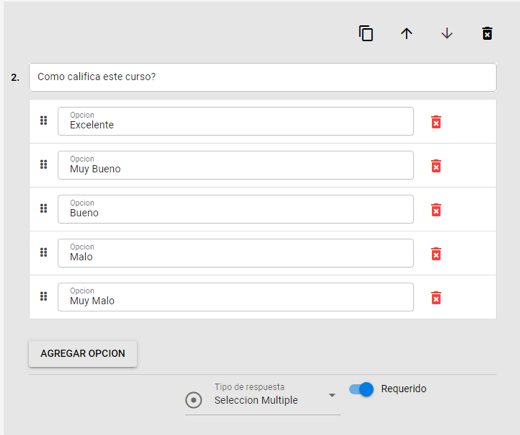 2.
Como califica este curso?
Opcion
Excelente
Opcion
Muy Bueno
Opcion
Bueno
Opcion
Malo
Opcion
Muy Malo
AGREGAR OPCION
Tipo de respuesta
Seleccion Multiple
Requerido